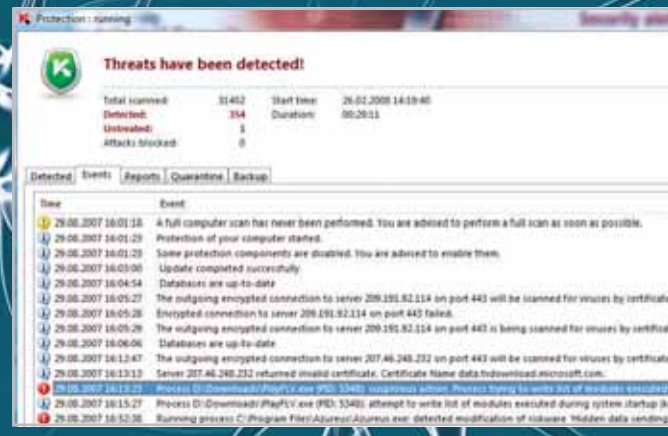 Protection : running
Security
Threats have been detected!
Total scanned: 31402 Start time: 26.02.2008 14:19:40
Detected: 354 Duration: 00:20:11
Untreated: 1
Attacks blocked: 0
Detected Events Reports Quarantine Backup
Time Event
29.08.2007 16:01:18 A full computer scan has never been performed. You are advised to perform a full scan as soon as possible.
29.08.2007 16:01:23 Protection of your computer started.
29.08.2007 16:01:23 Some protection components are disabled. You are advised to enable them.
29.08.2007 16:03:00 Update completed successfully
29.08.2007 16:04:54 Databases are up-to-date
29.08.2007 16:05:27 The outgoing encrypted connection to server 209.191.92.114 on port 443 will be scanned for viruses by certificate
29.08.2007 16:05:28 Encrypted connection to server 209.191.92.114 on port 443 failed.
29.08.2007 16:05:29 The outgoing encrypted connection to server 209.191.92.114 on port 443 is being scanned for viruses by certificate
29.08.2007 16:06:06 Databases are up-to-date
29.08.2007 16:12:47 The outgoing encrypted connection to server 207.46.248.232 on port 443 will be scanned for viruses by certificate
29.08.2007 16:13:13 Server 207.46.248.232 returned invalid certificate. Certificate Name data.tvdownload.microsoft.com.
29.08.2007 16:15:21 Process D:\Downloads\PlayFLV.exe (PID: 5348): suspicious action. Process trying to write list of modules executed
29.08.2007 16:15:27 Process D:\Downloads\PlayFLV.exe (PID: 5348): attempt to write list of modules executed during system startup
29.08.2007 16:52:38 Running process C:\Program Files\Azureus\Azureus.exe: detected modification of riskware 'Hidden data sending